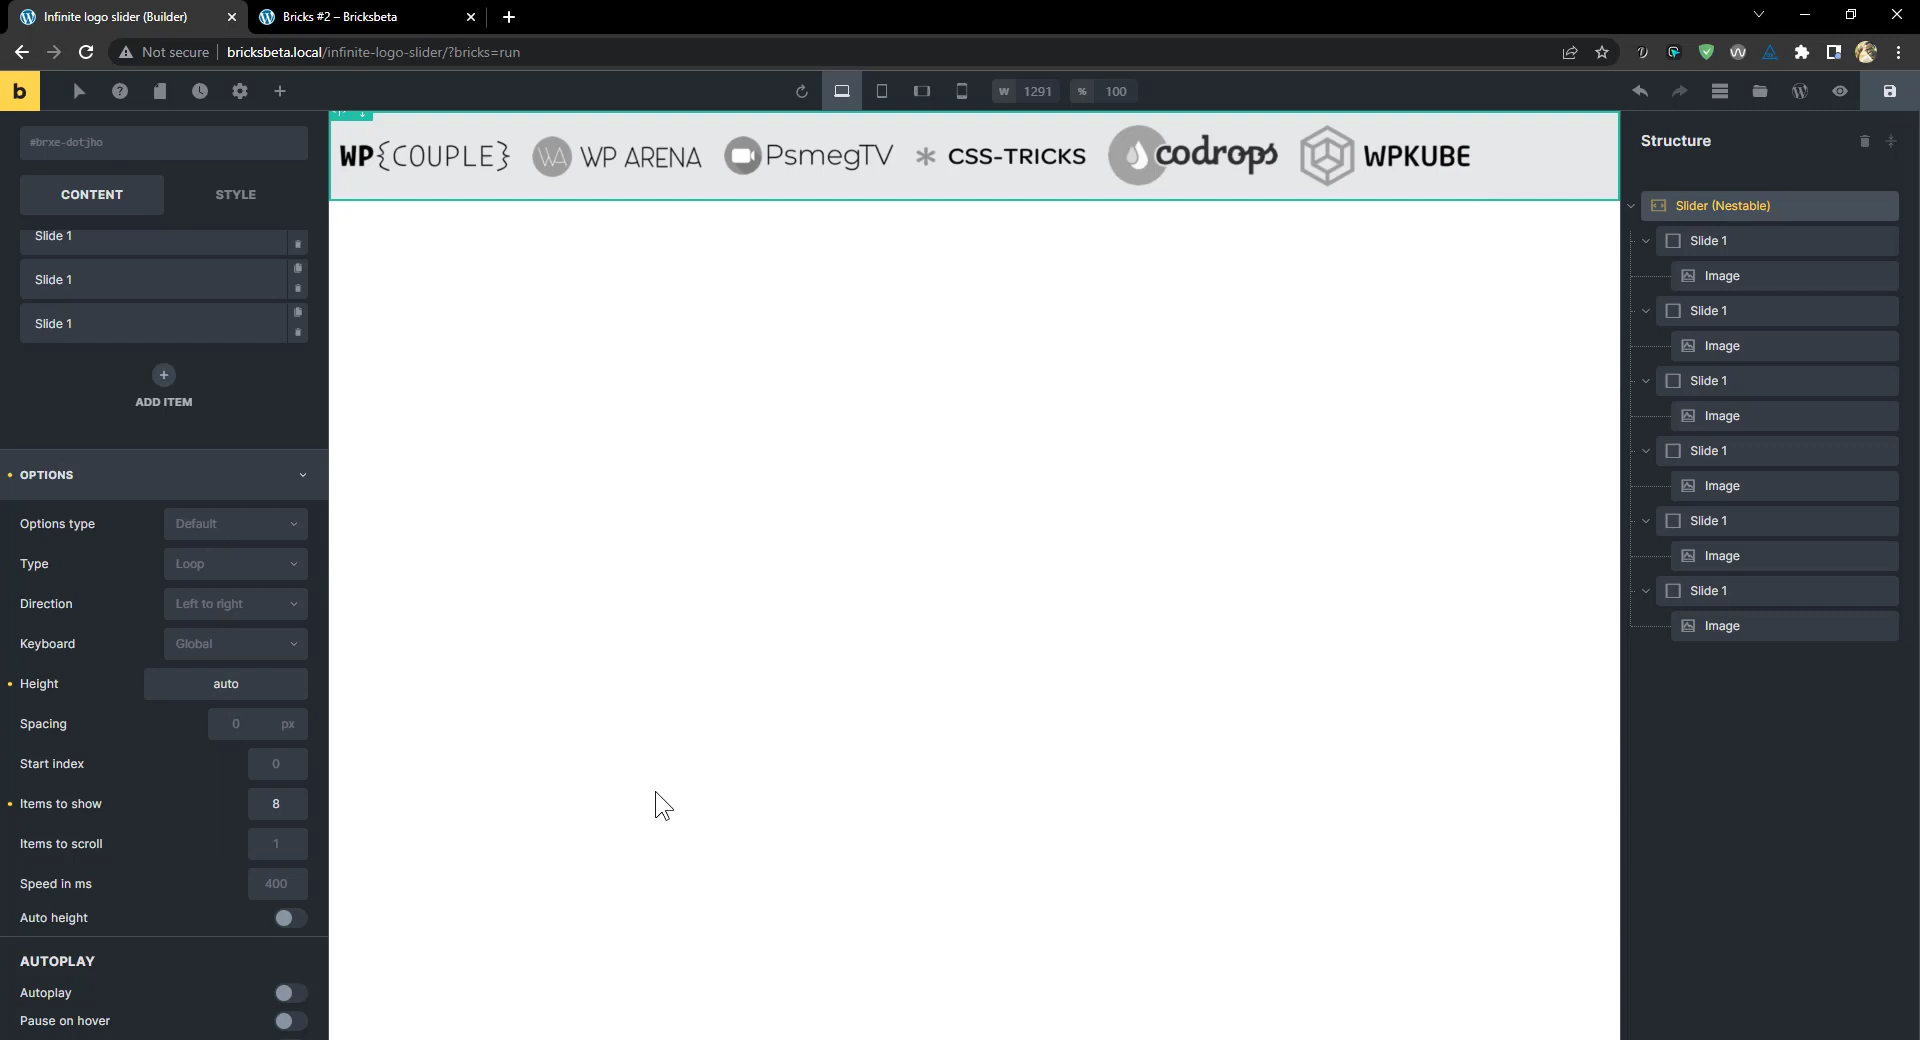 Infinite logo slider (Builder)
Bricks #2 – Bricksbeta
Not secure
bricksbeta.local/infinite-logo-slider/?bricks=run
b
W 1291
% 100
#brxe-dotjho
CONTENT
STYLE
Slide 1
Slide 1
Slide 1
ADD ITEM
OPTIONS
Options type
Default
Type
Loop
Direction
Left to right
Keyboard
Global
Height
auto
Spacing
0 px
Start index
0
Items to show
8
Items to scroll
1
Speed in ms
400
Auto height
AUTOPLAY
Autoplay
Pause on hover
WP{COUPLE}
WA WP ARENA
PsmegTV
* CSS-TRICKS
codrops
WPKUBE
Structure
Slider (Nestable)
Slide 1
Image
Slide 1
Image
Slide 1
Image
Slide 1
Image
Slide 1
Image
Slide 1
Image